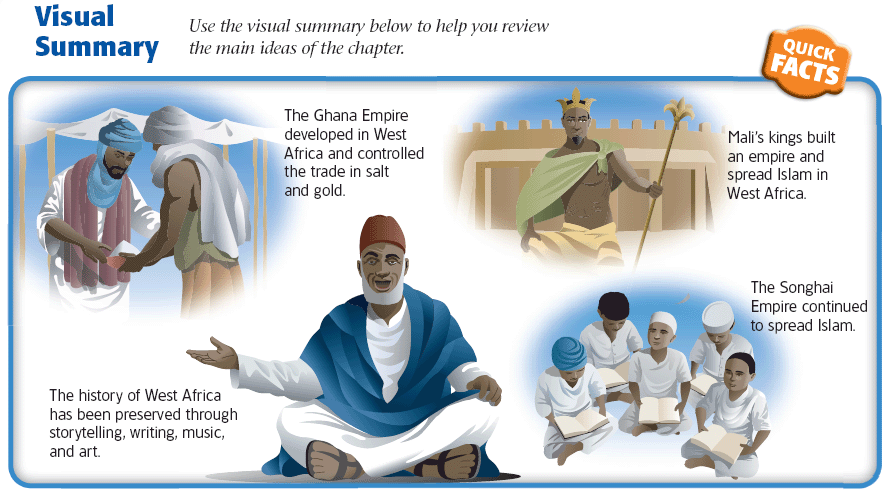 Visual
Summary
Use the visual summary below to help you review
the main ideas of the chapter.
QUICK
FACTS
The Ghana Empire
developed in West
Africa and controlled
the trade in salt
and gold.
Mali's kings built
an empire and
spread Islam in
West Africa.
The Songhai
Empire continued
to spread Islam.
The history of West Africa
has been preserved through
storytelling, writing, music,
and art.